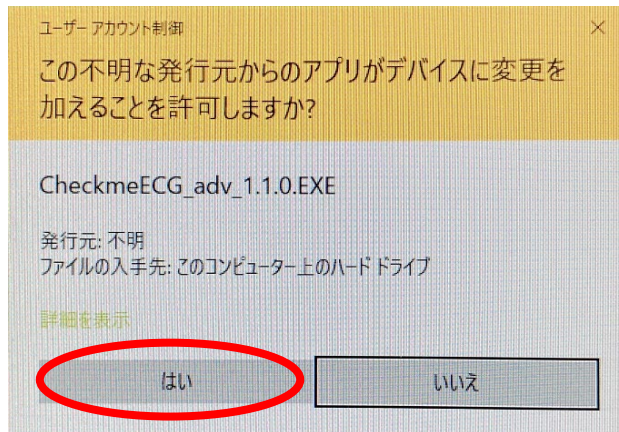 ユーザー アカウント制御
この不明な発行元からのアプリがデバイスに変更を
加えることを許可しますか?
CheckmeECG_adv_1.1.0.EXE
発行元: 不明
ファイルの入手先: このコンピューター上のハード ドライブ
詳細を表示
はい
いいえ